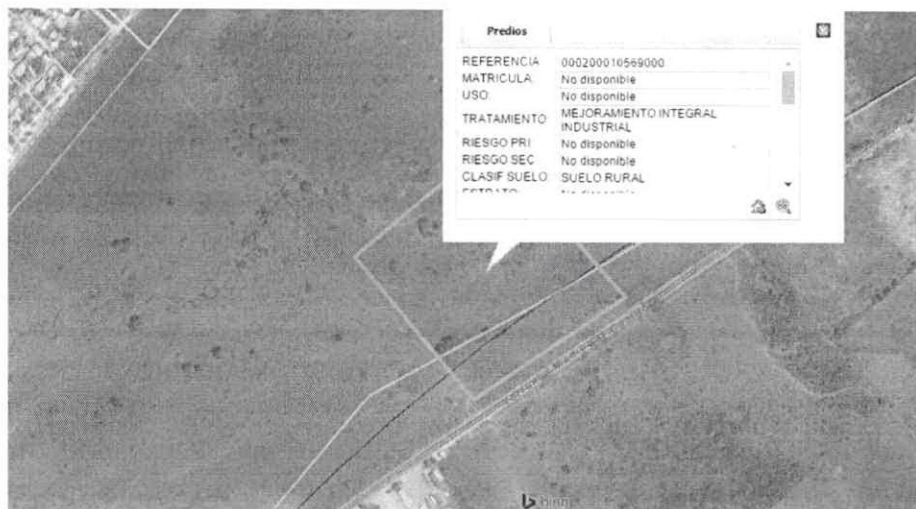 Predios
REFERENCIA 000200010569000
MATRICULA: No disponible
USO: No disponible
TRATAMIENTO MEJORAMIENTO INTEGRAL
INDUSTRIAL
RIESGO PRI: No disponible
RIESGO SEC No disponible
CLASIF SUELO: SUELO RURAL